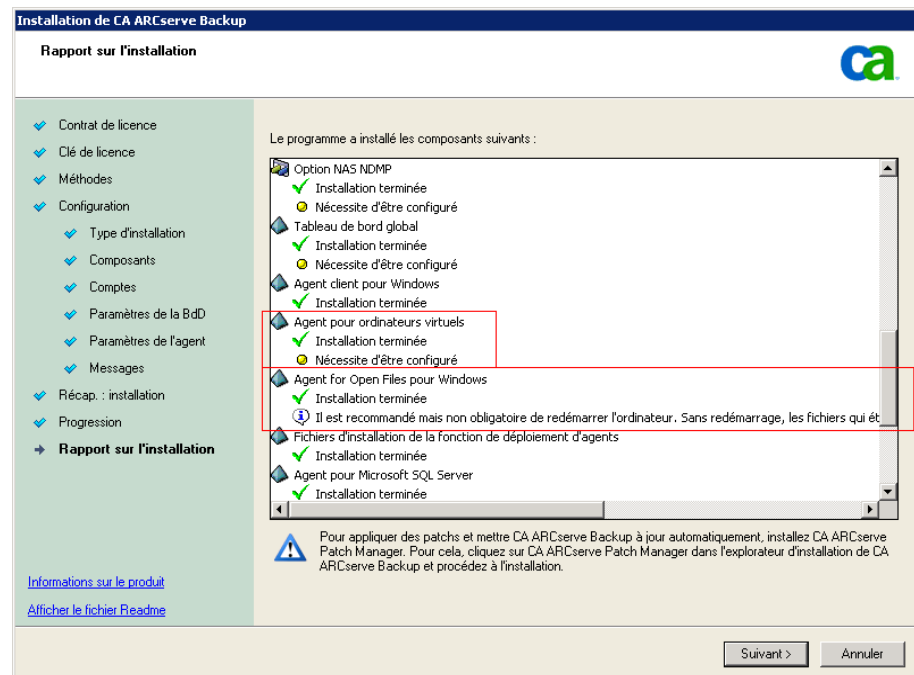 Installation de CA ARCserve Backup
Rapport sur l'installation
ca
Contrat de licence
Clé de licence
Méthodes
Configuration
Type d'installation
Composants
Comptes
Paramètres de la BdD
Paramètres de l'agent
Messages
Récap. : installation
Progression
Rapport sur l'installation
Informations sur le produit
Afficher le fichier Readme
Le programme a installé les composants suivants :
Option NAS NDMP
Installation terminée
Nécessite d'être configuré
Tableau de bord global
Installation terminée
Nécessite d'être configuré
Agent client pour Windows
Installation terminée
Agent pour ordinateurs virtuels
Installation terminée
Nécessite d'être configuré
Agent for Open Files pour Windows
Installation terminée
Il est recommandé mais non obligatoire de redémarrer l'ordinateur. Sans redémarrage, les fichiers qui ét
Fichiers d'installation de la fonction de déploiement d'agents
Installation terminée
Agent pour Microsoft SQL Server
Installation terminée
Pour appliquer des patchs et mettre CA ARCserve Backup à jour automatiquement, installez CA ARCserve
Patch Manager. Pour cela, cliquez sur CA ARCserve Patch Manager dans l'explorateur d'installation de CA
ARCserve Backup et procédez à l'installation.
Suivant >
Annuler